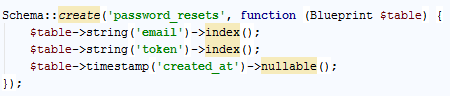 Schema::create('password_resets', function (Blueprint $table) {
    $table->string('email')->index();
    $table->string('token')->index();
    $table->timestamp('created_at')->nullable();
});